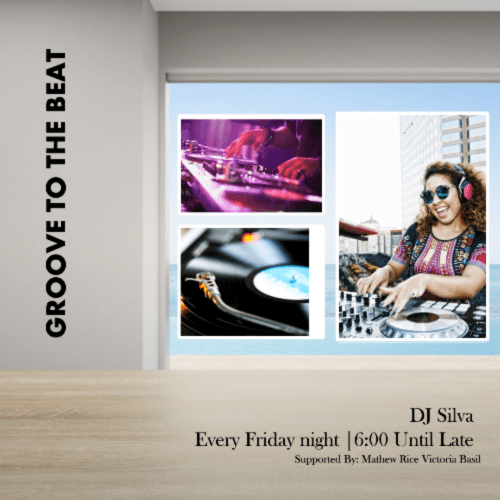 GROOVE TO THE BEAT
DJ Silva
Every Friday night |6:00 Until Late
Supported By: Mathew Rice Victoria Basil